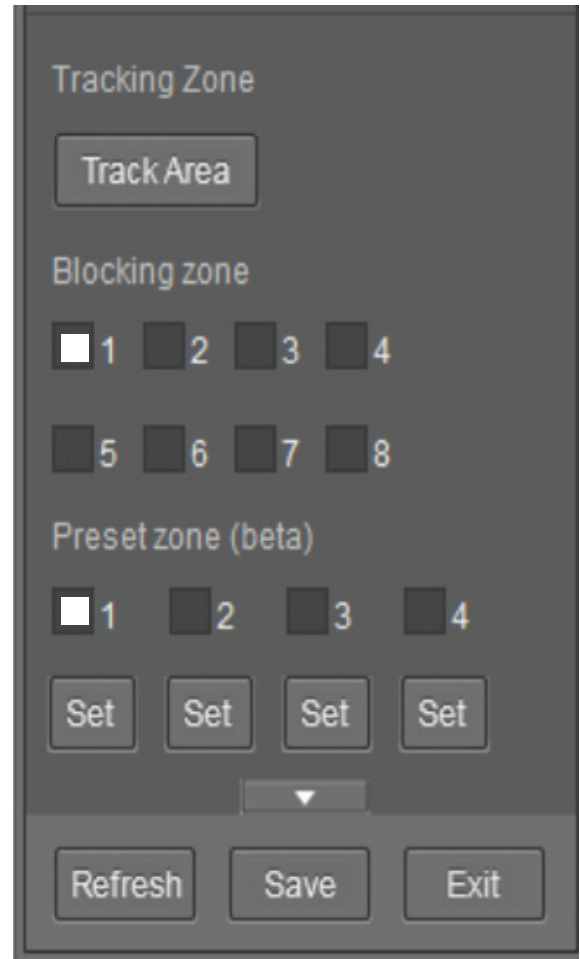 Tracking Zone
Track Area
Blocking zone
1 2 3 4
5 6 7 8
Preset zone (beta)
1 2 3 4
Set Set Set Set
Refresh Save Exit